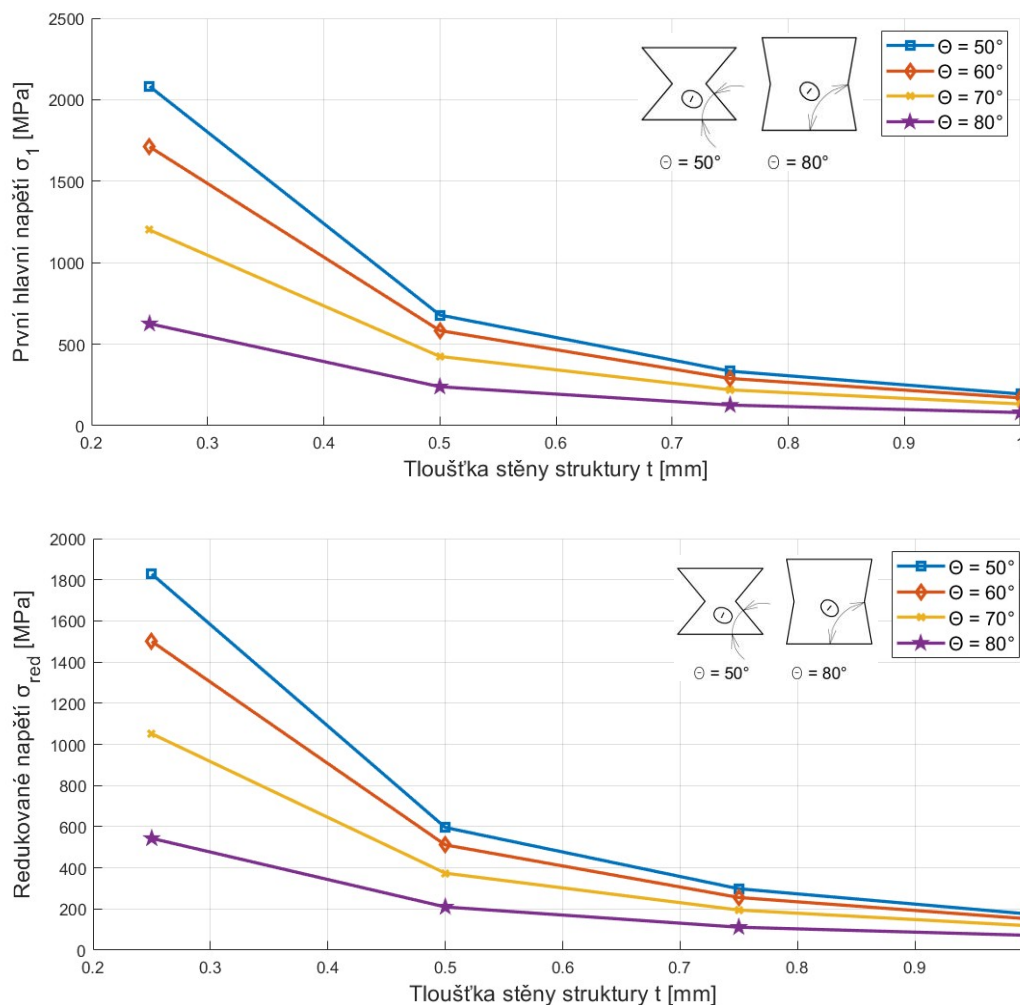 2500
2000
1500
1000
500
0
První hlavní napětí σ1 [MPa]
0.2 0.3 0.4 0.5 0.6 0.7 0.8 0.9 1
Tloušťka stěny struktury t [mm]
Θ = 50° Θ = 80°
Θ = 50°
Θ = 60°
Θ = 70°
Θ = 80°
2000
1800
1600
1400
1200
1000
800
600
400
200
0
Redukované napětí σred [MPa]
0.2 0.3 0.4 0.5 0.6 0.7 0.8 0.9
Tloušťka stěny struktury t [mm]
Θ = 50° Θ = 80°
Θ = 50°
Θ = 60°
Θ = 70°
Θ = 80°